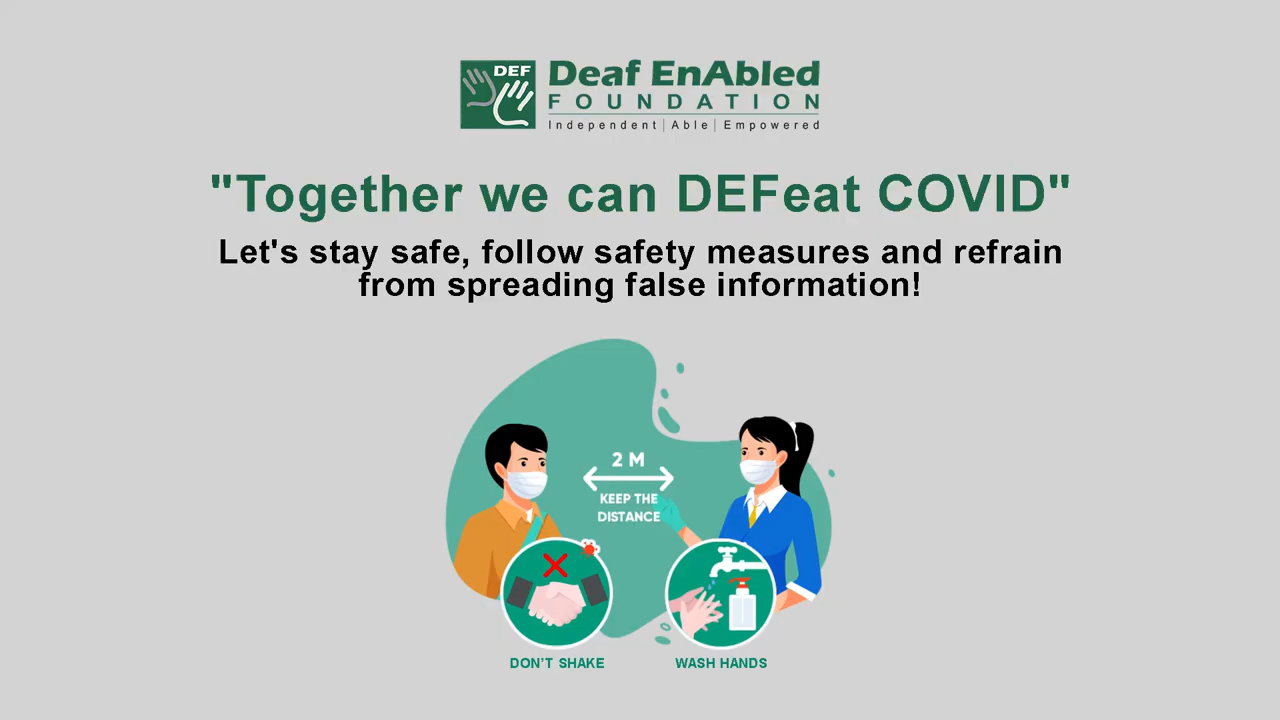 DEF
Deaf EnAbled
FOUNDATION
Independent | Able | Empowered
"Together we can DEFeat COVID"
Let's stay safe, follow safety measures and refrain
from spreading false information!
2 M
KEEP THE
DISTANCE
DON'T SHAKE
WASH HANDS